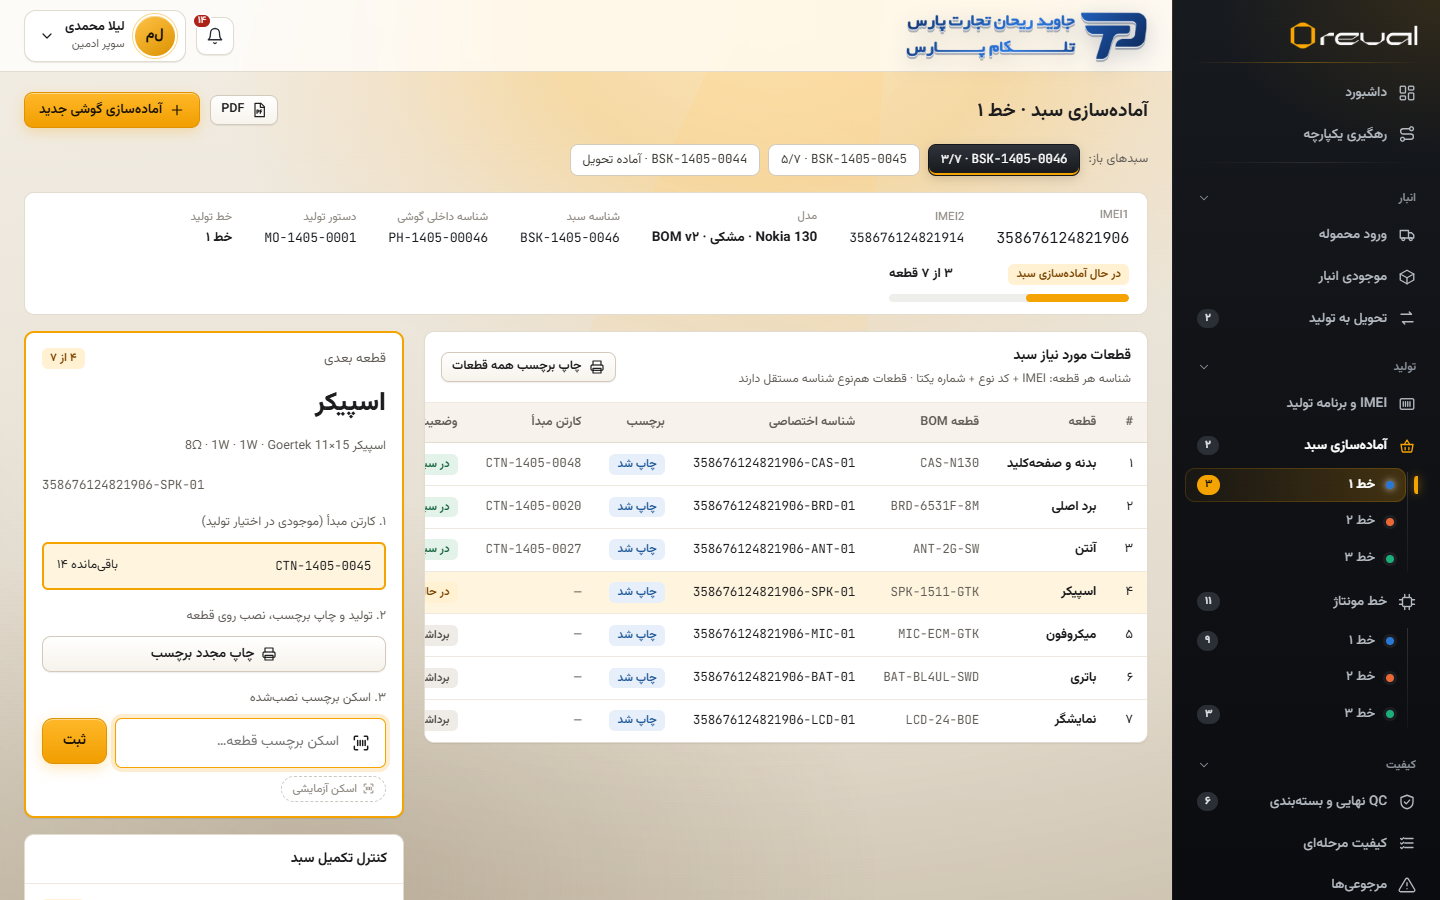 reval
داشبورد
رهگیری یکپارچه
انبار
ورود محموله
موجودی انبار
تحویل به تولید ۲
تولید
IMEI و برنامه تولید
آماده‌سازی سبد ۲
خط ۱ ۳
خط ۲
خط ۳
خط مونتاژ ۱۱
خط ۱ ۹
خط ۲
خط ۳ ۳
کیفیت
QC نهایی و بسته‌بندی ۶
کیفیت مرحله‌ای
مرجوعی‌ها
جاوید ریحان تجارت پارس
تلـــــکام پـــــارس
۱۴
لیلا محمدی
سوپر ادمین
ل‌م
آماده‌سازی سبد · خط ۱
PDF
آماده‌سازی گوشی جدید
سبدهای باز:
BSK-1405-0046 · ۳/۷
BSK-1405-0045 · ۵/۷
BSK-1405-0044 · آماده تحویل
IMEI1
358676124821906
IMEI2
358676124821914
مدل
Nokia 130 · مشکی · BOM v۲
شناسه سبد
BSK-1405-0046
شناسه داخلی گوشی
PH-1405-00046
دستور تولید
MO-1405-0001
خط تولید
خط ۱
در حال آماده‌سازی سبد
۳ از ۷ قطعه
قطعات مورد نیاز سبد
شناسه هر قطعه: IMEI + کد نوع + شماره یکتا · قطعات هم‌نوع شناسه مستقل دارند
چاپ برچسب همه قطعات
# قطعه قطعه BOM شناسه اختصاصی برچسب کارتن مبدأ وضعیت
۱ بدنه و صفحه‌کلید CAS-N130 358676124821906-CAS-01 چاپ شد CTN-1405-0048 در سب
۲ برد اصلی BRD-6531F-8M 358676124821906-BRD-01 چاپ شد CTN-1405-0020 در سب
۳ آنتن ANT-2G-SW 358676124821906-ANT-01 چاپ شد CTN-1405-0027 در سب
۴ اسپیکر SPK-1511-GTK 358676124821906-SPK-01 چاپ شد — در حا
۵ میکروفون MIC-ECM-GTK 358676124821906-MIC-01 چاپ شد — برداش
۶ باتری BAT-BL4UL-SWD 358676124821906-BAT-01 چاپ شد — برداش
۷ نمایشگر LCD-24-BOE 358676124821906-LCD-01 چاپ شد — برداش
قطعه بعدی
۴ از ۷
اسپیکر
اسپیکر 15×11 8Ω · 1W · 1W · Goertek
358676124821906-SPK-01
۱. کارتن مبدأ (موجودی در اختیار تولید)
CTN-1405-0045 باقی‌مانده ۱۴
۲. تولید و چاپ برچسب، نصب روی قطعه
چاپ مجدد برچسب
۳. اسکن برچسب نصب‌شده
اسکن برچسب قطعه...
ثبت
اسکن آزمایشی
کنترل تکمیل سبد